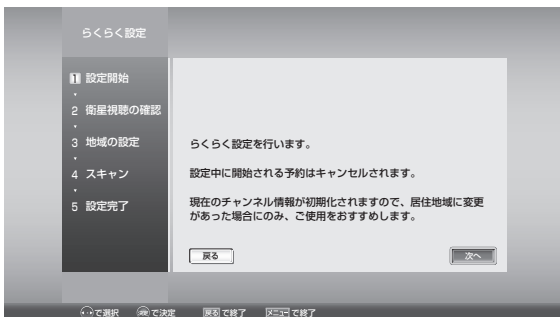 らくらく設定
1 設定開始
2 衛星視聴の確認
3 地域の設定
4 スキャン
5 設定完了
らくらく設定を行います。
設定中に開始される予約はキャンセルされます。
現在のチャンネル情報が初期化されますので、居住地域に変更
があった場合にのみ、ご使用をおすすめします。
戻る 次へ
で選択 で決定 戻る で終了 メニュー で終了